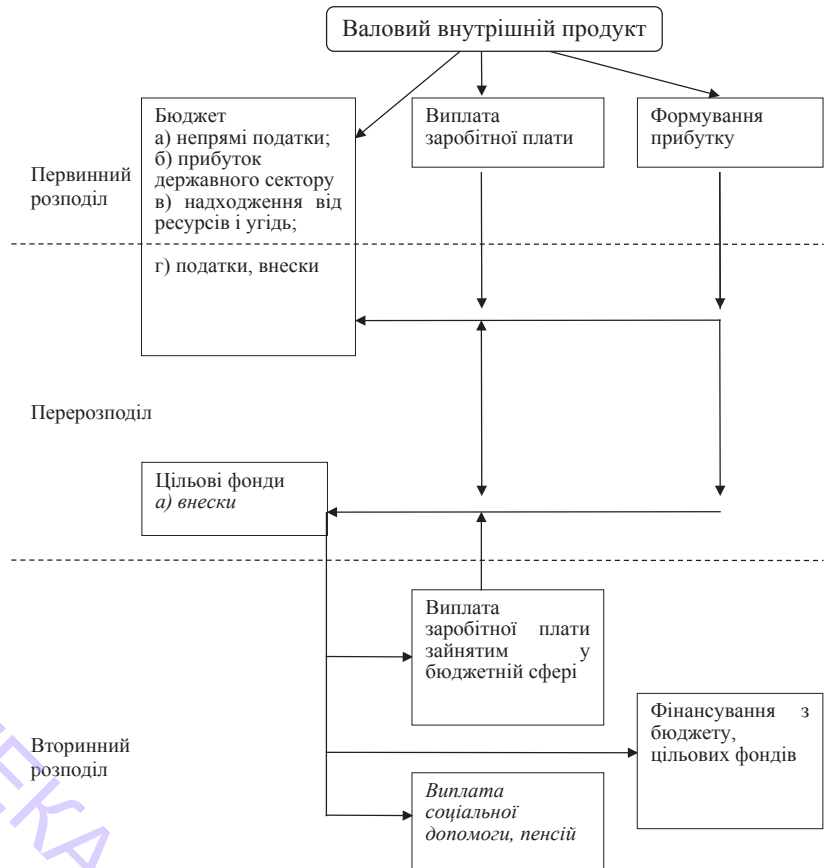 Валовий внутрішній продукт
Бюджет
а) непрямі податки;
б) прибуток
державного сектору
в) надходження від
ресурсів і угідь;
г) податки, внески
Виплата
заробітної плати
Формування
прибутку
Первинний
розподіл
Перерозподіл
Цільові фонди
а) внески
Виплата
заробітної плати
зайнятим у
бюджетній сфері
Фінансування з
бюджету,
цільових фондів
Вторинний
розподіл
Виплата
соціальної
допомоги, пенсій
ЕКА